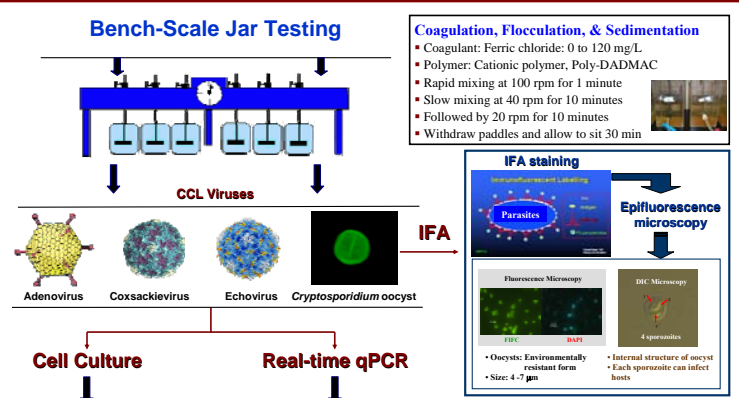 Bench-Scale Jar Testing
Coagulation, Flocculation, & Sedimentation
▪ Coagulant: Ferric chloride: 0 to 120 mg/L
▪ Polymer: Cationic polymer, Poly-DADMAC
▪ Rapid mixing at 100 rpm for 1 minute
▪ Slow mixing at 40 rpm for 10 minutes
▪ Followed by 20 rpm for 10 minutes
▪ Withdraw paddles and allow to sit 30 min
CCL Viruses
Adenovirus
Coxsackievirus
Echovirus
Cryptosporidium oocyst
IFA
IFA staining
Immunofluorescent Labelling
Parasites
Epifluorescence
microscopy
Fluorescence Microscopy
FIFC
DAPI
DIC Microscopy
4 sporozoites
• Oocysts: Environmentally
resistant form
• Size: 4 -7 µm
• Internal structure of oocyst
• Each sporozoite can infect
hosts
Cell Culture
Real-time qPCR